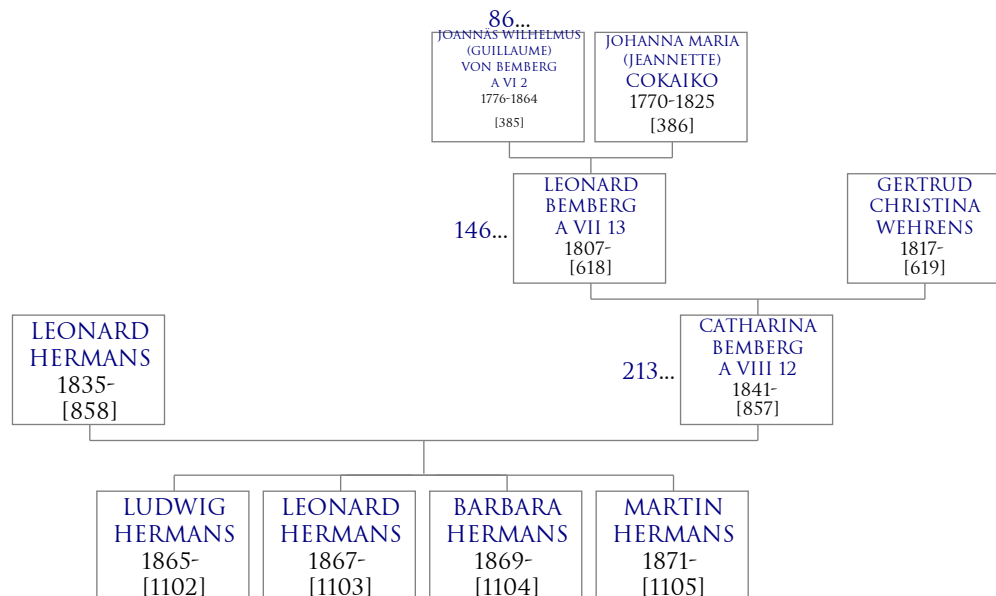 86...
JOANNÄS WILHELMUS
(GUILLAUME)
VON BEMBERG
A VI 2
1776-1864
[385]
JOHANNA MARIA
(JEANNETTE)
COKAIKO
1770-1825
[386]
146...
LEONARD
BEMBERG
A VII 13
1807-
[618]
GERTRUD
CHRISTINA
WEHRENS
1817-
[619]
LEONARD
HERMANS
1835-
[858]
213...
CATHARINA
BEMBERG
A VIII 12
1841-
[857]
LUDWIG
HERMANS
1865-
[1102]
LEONARD
HERMANS
1867-
[1103]
BARBARA
HERMANS
1869-
[1104]
MARTIN
HERMANS
1871-
[1105]